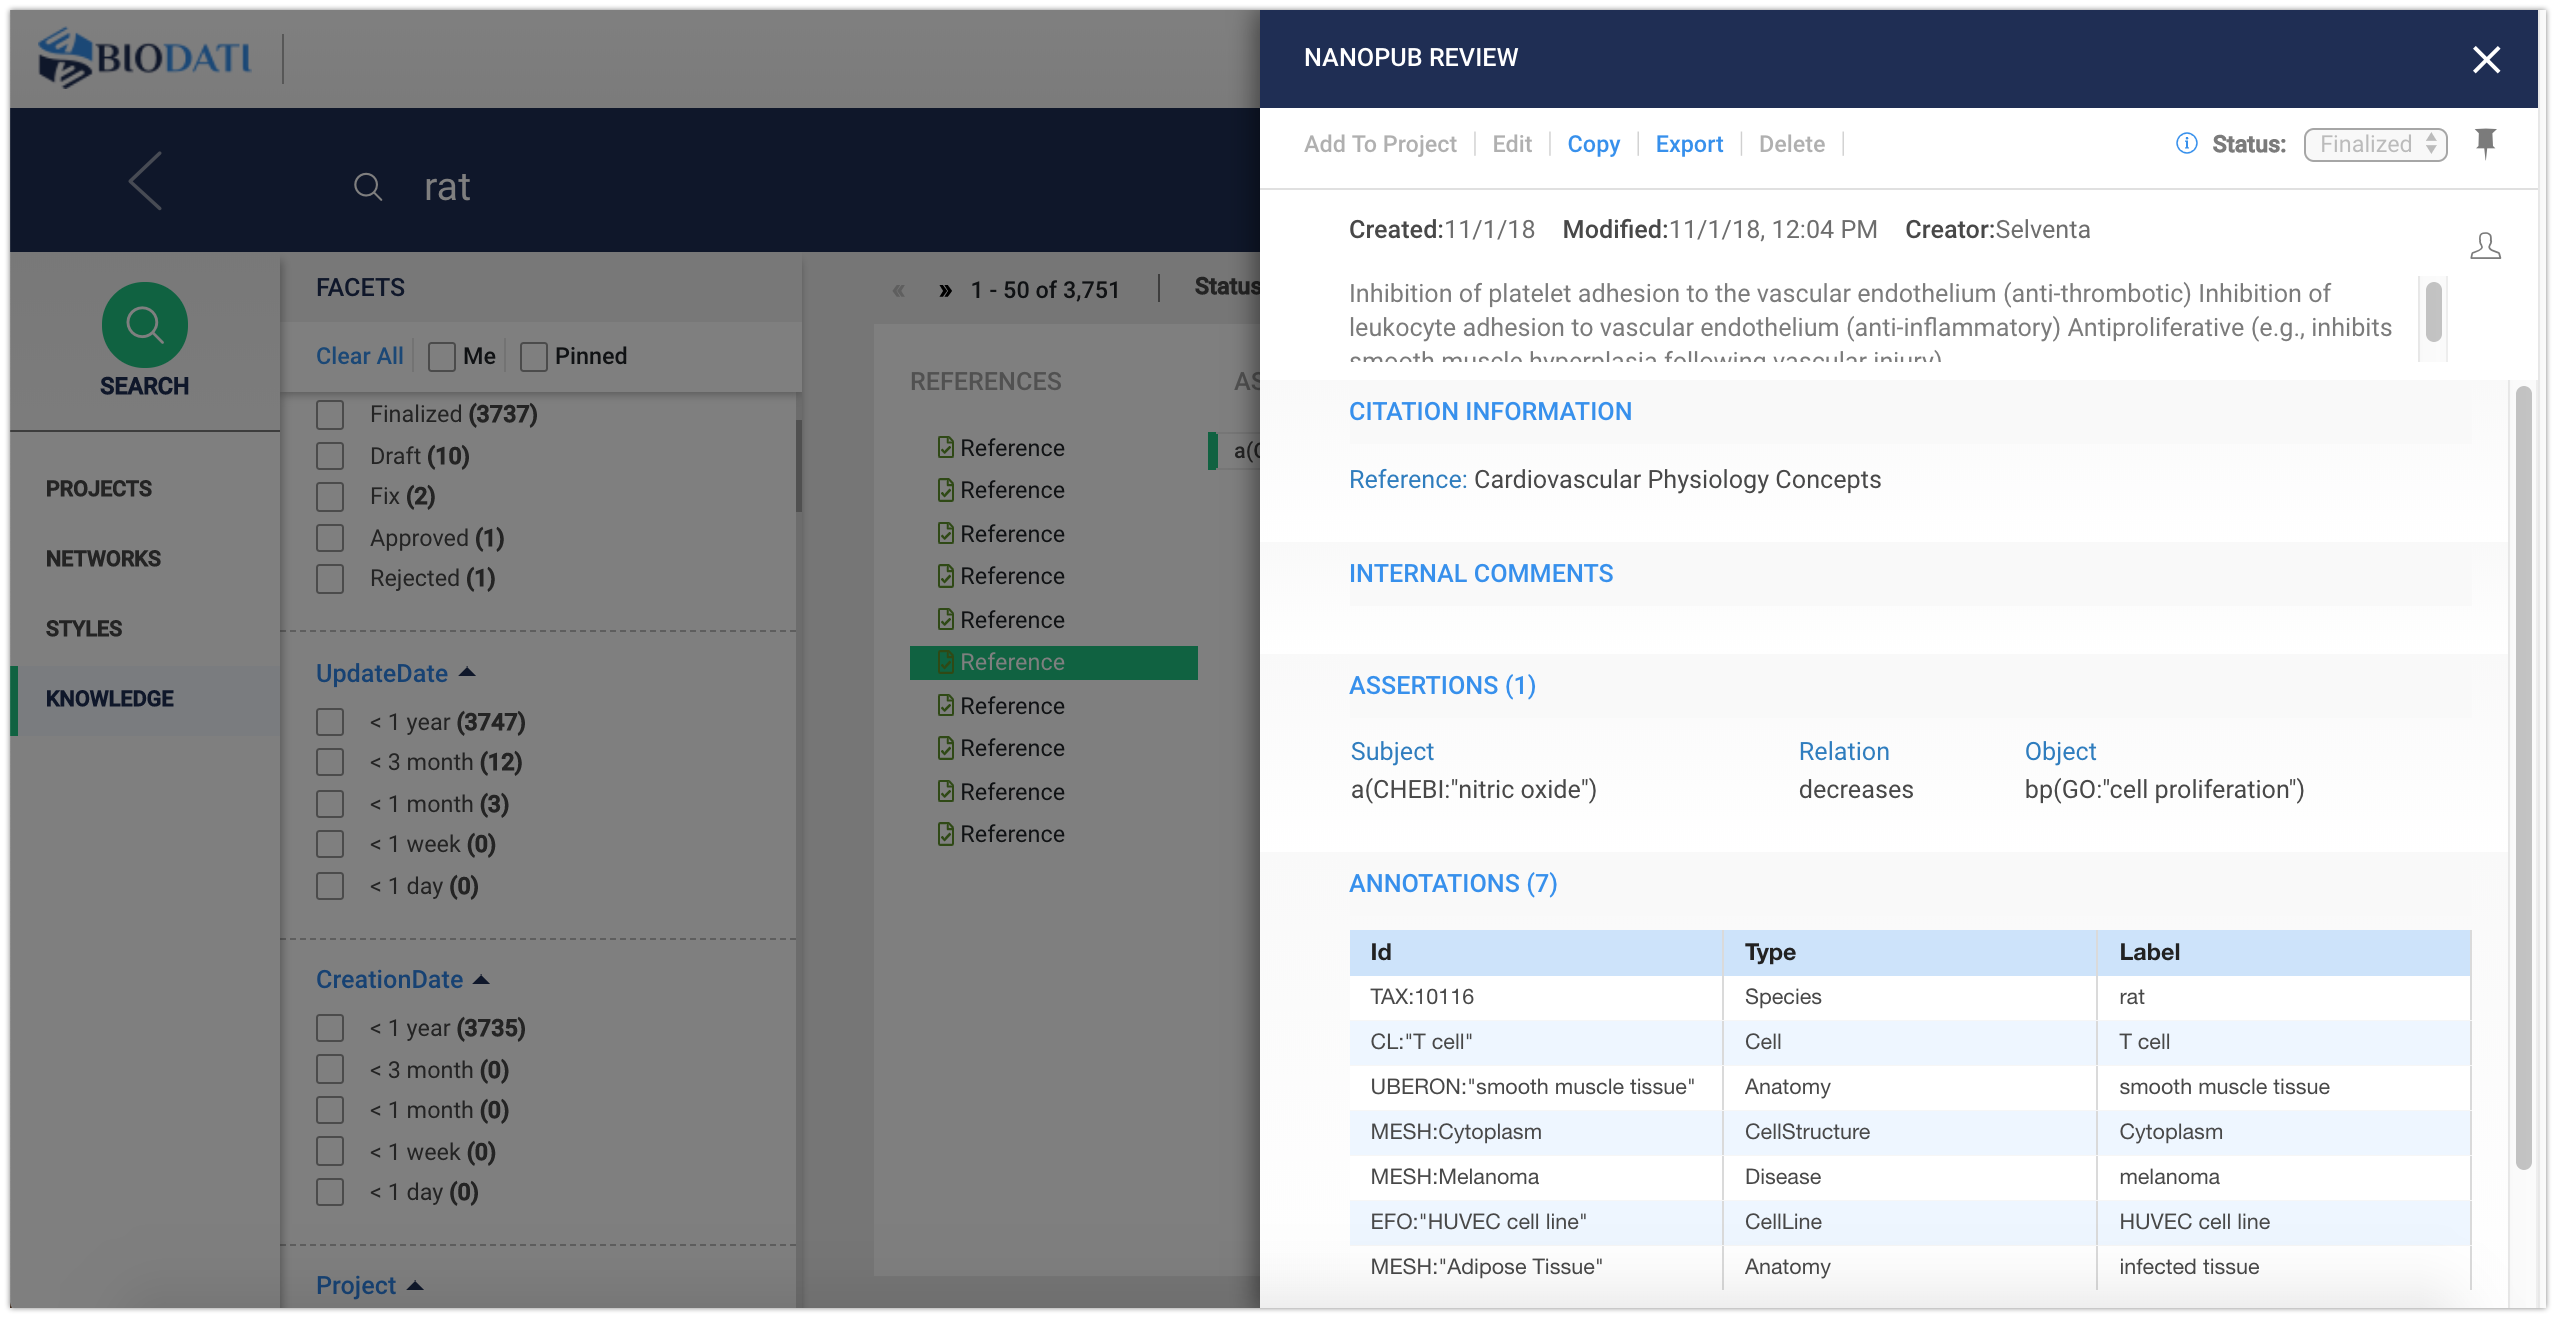 BIODATI
rat
SEARCH
PROJECTS
NETWORKS
STYLES
KNOWLEDGE
FACETS
Clear All Me Pinned
Finalized (3737)
Draft (10)
Fix (2)
Approved (1)
Rejected (1)
UpdateDate
< 1 year (3747)
< 3 month (12)
< 1 month (3)
< 1 week (0)
< 1 day (0)
CreationDate
< 1 year (3735)
< 3 month (0)
< 1 month (0)
< 1 week (0)
< 1 day (0)
Project
« » 1 - 50 of 3,751 Status
REFERENCES
Reference
Reference
Reference
Reference
Reference
Reference
Reference
Reference
Reference
Reference
NANOPUB REVIEW
Add To Project Edit Copy Export Delete Status: Finalized
Created:11/1/18 Modified:11/1/18, 12:04 PM Creator:Selventa
Inhibition of platelet adhesion to the vascular endothelium (anti-thrombotic) Inhibition of
leukocyte adhesion to vascular endothelium (anti-inflammatory) Antiproliferative (e.g., inhibits
smooth muscle hyperplasia following vascular injury)
CITATION INFORMATION
Reference: Cardiovascular Physiology Concepts
INTERNAL COMMENTS
ASSERTIONS (1)
Subject Relation Object
a(CHEBI:"nitric oxide") decreases bp(GO:"cell proliferation")
ANNOTATIONS (7)
Id Type Label
TAX:10116 Species rat
CL:"T cell" Cell T cell
UBERON:"smooth muscle tissue" Anatomy smooth muscle tissue
MESH:Cytoplasm CellStructure Cytoplasm
MESH:Melanoma Disease melanoma
EFO:"HUVEC cell line" CellLine HUVEC cell line
MESH:"Adipose Tissue" Anatomy infected tissue